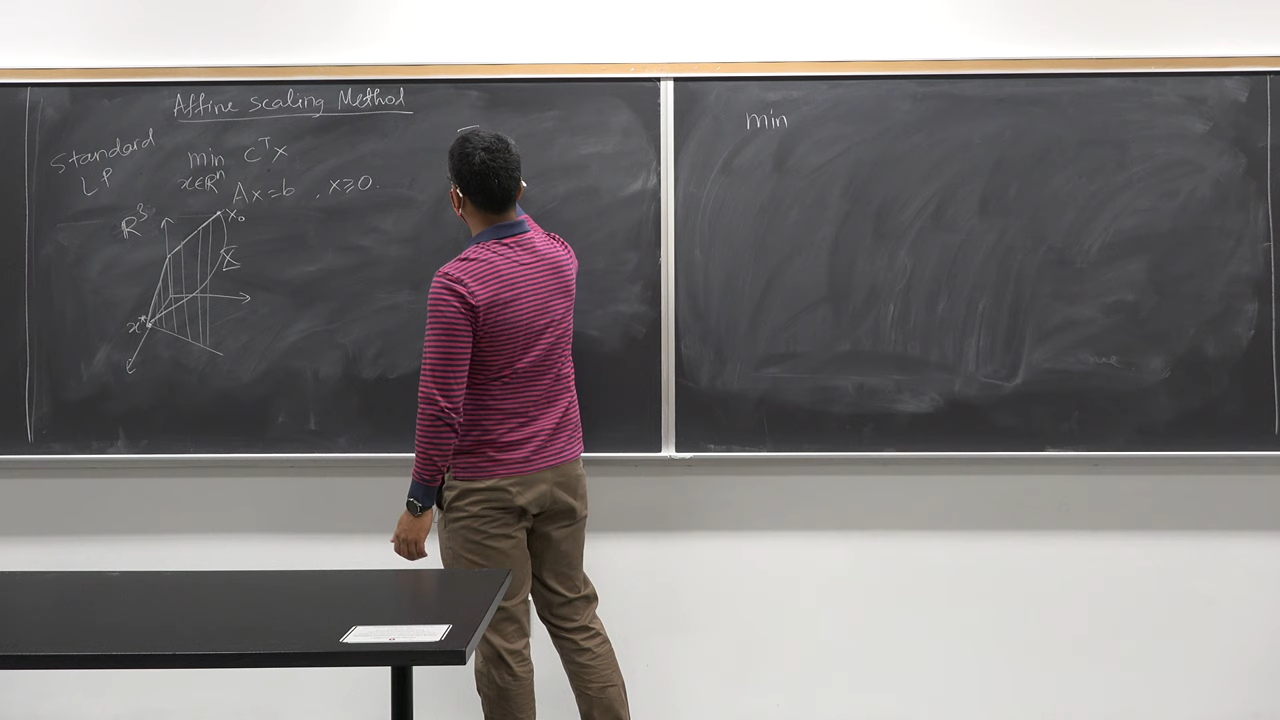 Affine Scaling Method
Standard
LP
min CᵀX
x∈Rⁿ
Ax=b , X≥0.
R³
X₀
x*
min